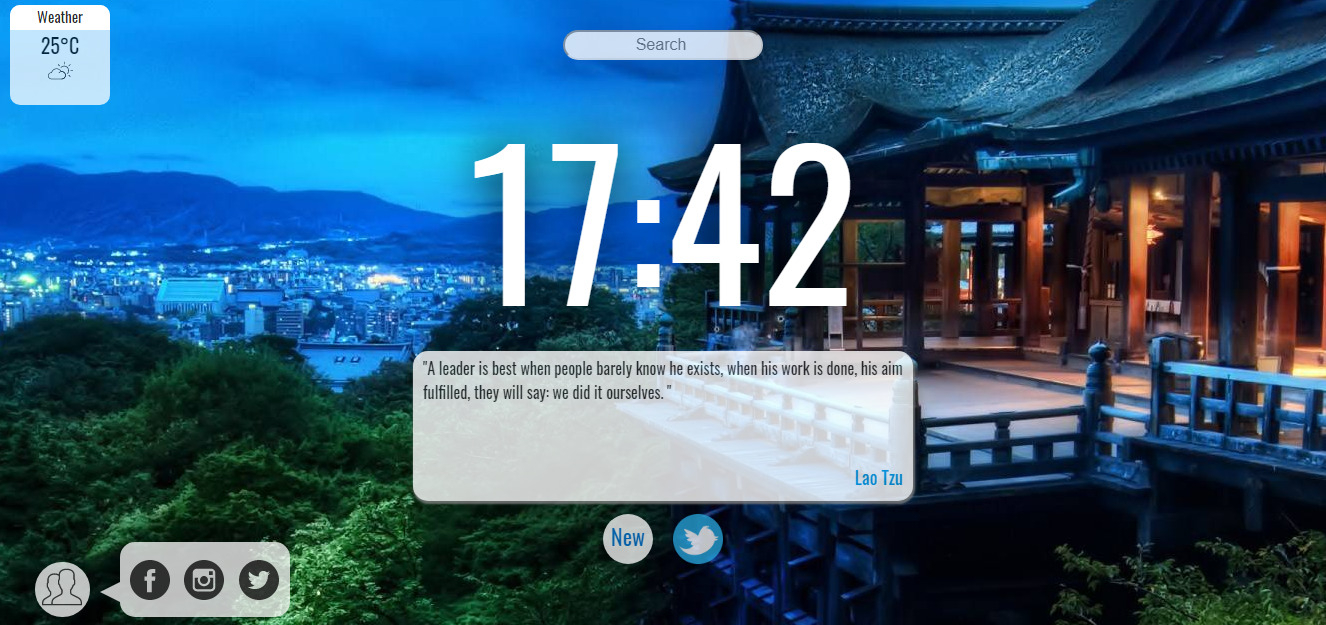 Weather
25°C
Search
17:42
"A leader is best when people barely know he exists, when his work is done, his aim
fulfilled, they will say: we did it ourselves. "
Lao Tzu
New